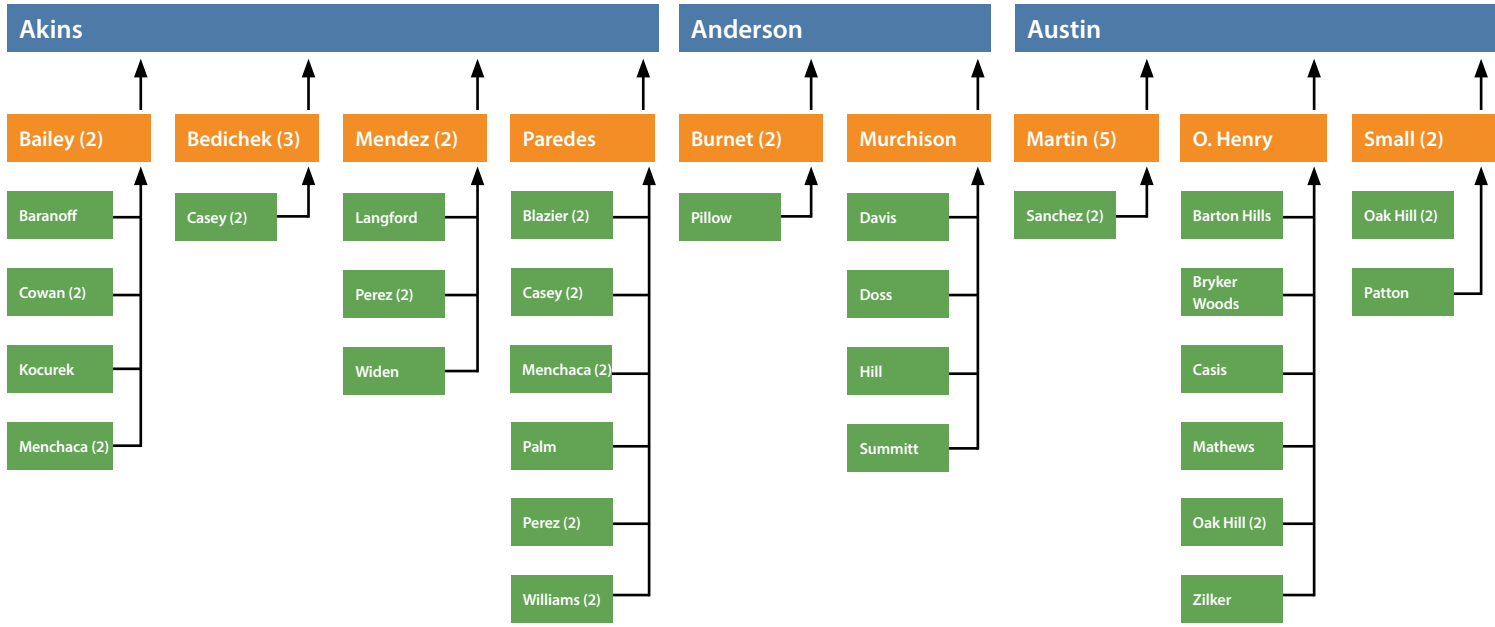 Akins
Anderson
Austin
Bailey (2)
Bedichek (3)
Mendez (2)
Paredes
Burnet (2)
Murchison
Martin (5)
O. Henry
Small (2)
Baranoff
Cowan (2)
Kocurek
Menchaca (2)
Casey (2)
Langford
Perez (2)
Widen
Blazier (2)
Casey (2)
Menchaca (2)
Palm
Perez (2)
Williams (2)
Pillow
Davis
Doss
Hill
Summitt
Sanchez (2)
Barton Hills
Bryker
Woods
Casis
Mathews
Oak Hill (2)
Zilker
Oak Hill (2)
Patton